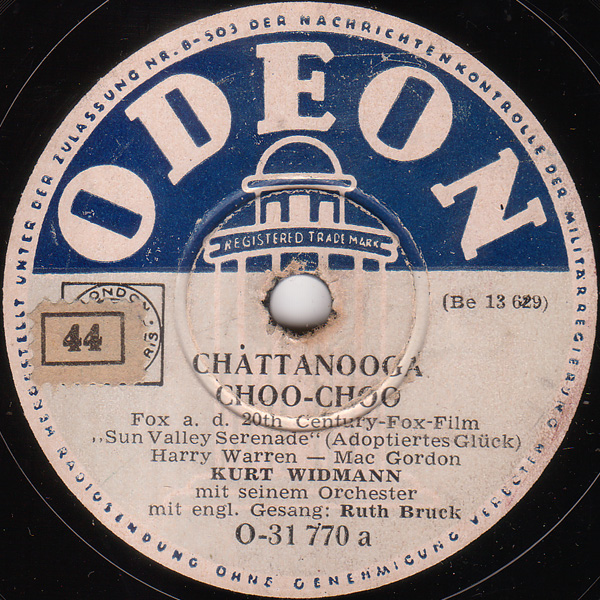 HERGESTELLT UNTER DER ZULASSUNG NR. B-503 DER NACHRICHTENKONTROLLE DER MILITÄRREGIERUNG
ODEON
REGISTERED TRADE MARK
LONDON
44
(Be 13 629)
CHATTANOOGA
CHOO-CHOO
Fox a. d. 20th Century-Fox-Film
„Sun Valley Serenade“ (Adoptiertes Glück)
Harry Warren — Mac Gordon
KURT WIDMANN
mit seinem Orchester
mit engl. Gesang: Ruth Bruck
O-31 770 a
RADIOSENDUNG OHNE GENEHMIGUNG VERBOTEN